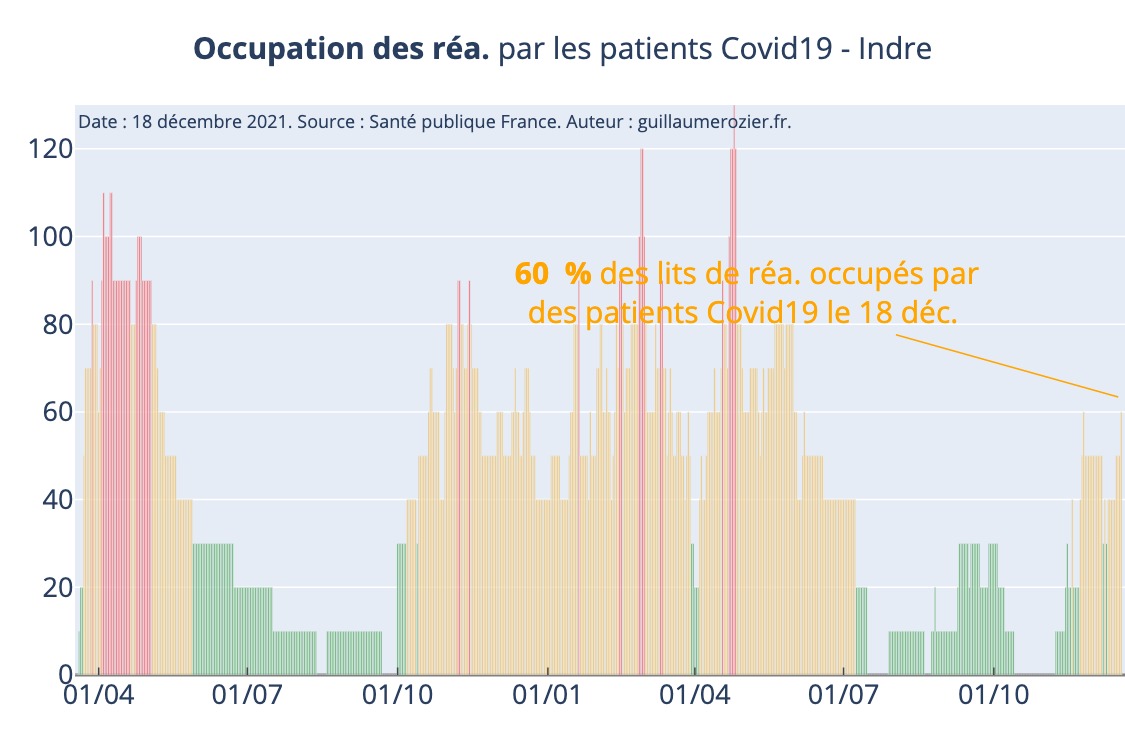 Occupation des réa. par les patients Covid19 - Indre
Date : 18 décembre 2021. Source : Santé publique France. Auteur : guillaumerozier.fr.
120
100
60 % des lits de réa. occupés par
des patients Covid19 le 18 déc.
80
60
40
20
0
01/04 01/07 01/10 01/01 01/04 01/07 01/10